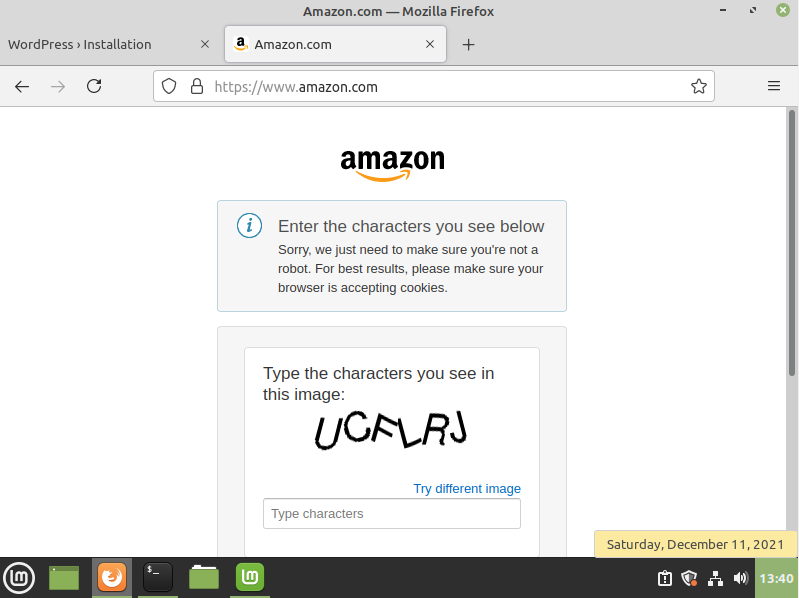 Amazon.com — Mozilla Firefox
WordPress › Installation
Amazon.com
https://www.amazon.com
amazon
Enter the characters you see below
Sorry, we just need to make sure you're not a
robot. For best results, please make sure your
browser is accepting cookies.
Type the characters you see in
this image:
UCFLRJ
Try different image
Type characters
Saturday, December 11, 2021
13:40